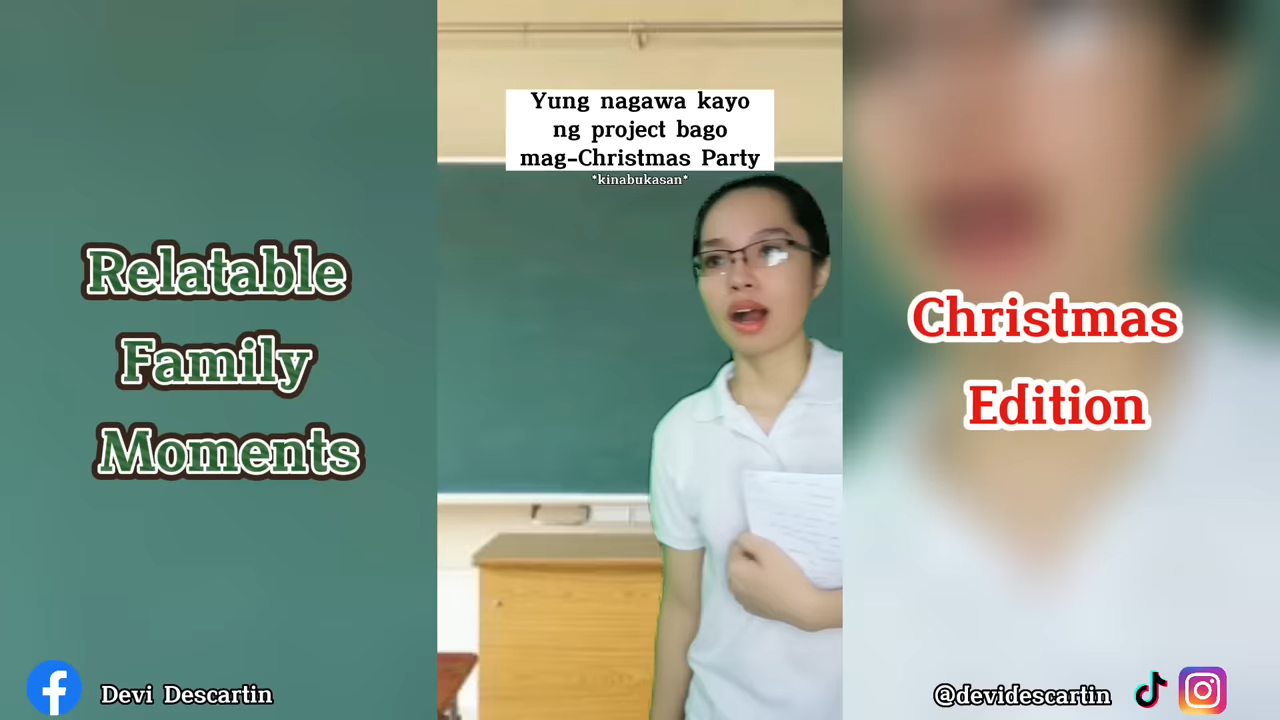 Yung nagawa kayo
ng project bago
mag-Christmas Party
*kinabukasan*
Relatable
Family
Moments
Christmas
Edition
Devi Descartin
@devidescartin